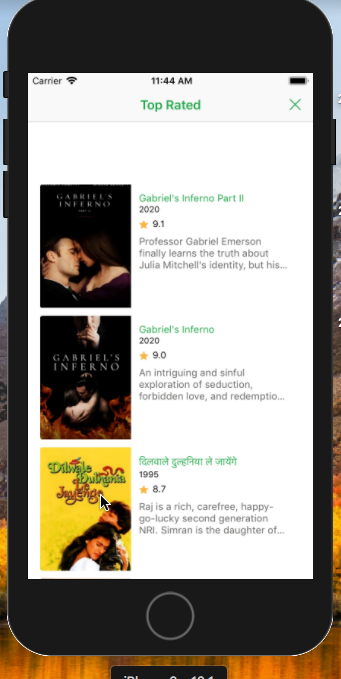 Carrier
11:44 AM
Top Rated
GABRIEL'S
INFERNO
Gabriel's Inferno Part II
2020
9.1
Professor Gabriel Emerson
finally learns the truth about
Julia Mitchell's identity, but his...
GABRIEL'S
INFERNO
Gabriel's Inferno
2020
9.0
An intriguing and sinful
exploration of seduction,
forbidden love, and redemptio...
Dilwale
Dulhania
Le
Jayenge
दिलवाले दुल्हनिया ले जायेंगे
1995
8.7
Raj is a rich, carefree, happy-
go-lucky second generation
NRI. Simran is the daughter of...